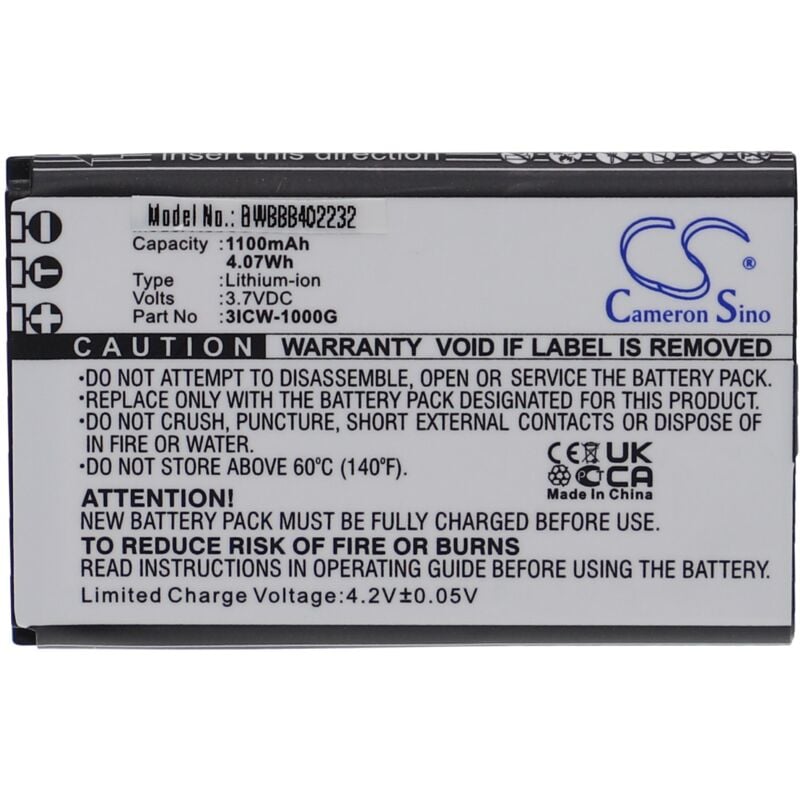 Insert this direction
Model No.: BWBBB402232
Capacity :1100mAh
4.07Wh
Type :Lithium-ion
Volts :3.7VDC
Part No :3ICW-1000G
CS ®
Cameron Sino
CAUTION WARRANTY VOID IF LABEL IS REMOVED
·DO NOT ATTEMPT TO DISASSEMBLE, OPEN OR SERVICE THE BATTERY PACK.
·REPLACE ONLY WITH THE BATTERY PACK DESIGNATED FOR THIS PRODUCT.
·DO NOT CRUSH, PUNCTURE, SHORT EXTERNAL CONTACTS OR DISPOSE OF
IN FIRE OR WATER.
·DO NOT STORE ABOVE 60°C (140°F).
CE UK
PCT CA
Made In China
ATTENTION!
NEW BATTERY PACK MUST BE FULLY CHARGED BEFORE USE
TO REDUCE RISK OF FIRE OR BURNS
READ INSTRUCTIONS IN OPERATING GUIDE BEFORE USING BATTERY
Limited Charge Voltage:4.2V±0.05V